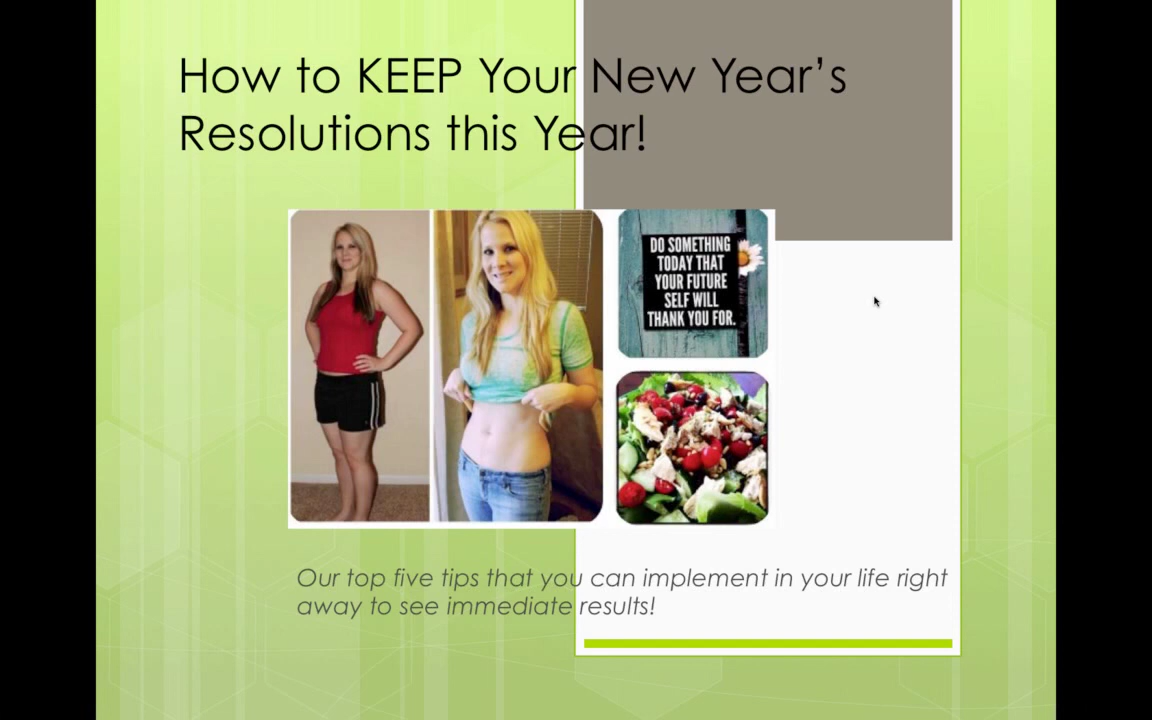 How to KEEP Your New Year’s
Resolutions this Year!
DO SOMETHING
TODAY THAT
YOUR FUTURE
SELF WILL
THANK YOU FOR.
Our top five tips that you can implement in your life right
away to see immediate results!